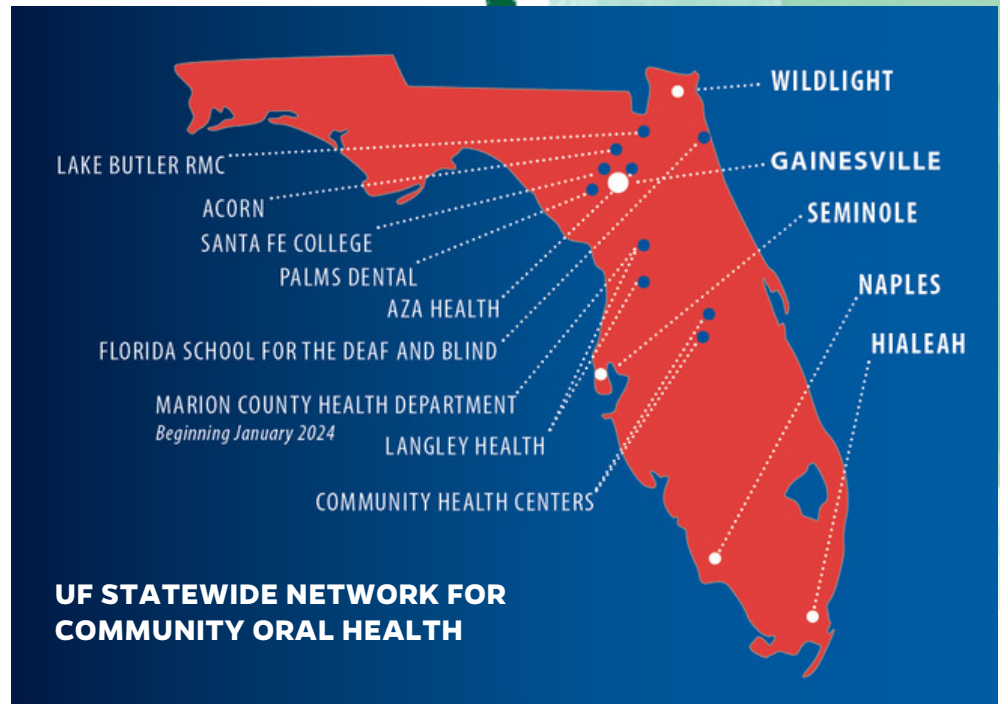 WILDLIGHT
LAKE BUTLER RMC
GAINESVILLE
ACORN
SEMINOLE
SANTA FE COLLEGE
PALMS DENTAL
NAPLES
AZA HEALTH
HIALEAH
FLORIDA SCHOOL FOR THE DEAF AND BLIND
MARION COUNTY HEALTH DEPARTMENT
Beginning January 2024
LANGLEY HEALTH
COMMUNITY HEALTH CENTERS
UF STATEWIDE NETWORK FOR
COMMUNITY ORAL HEALTH